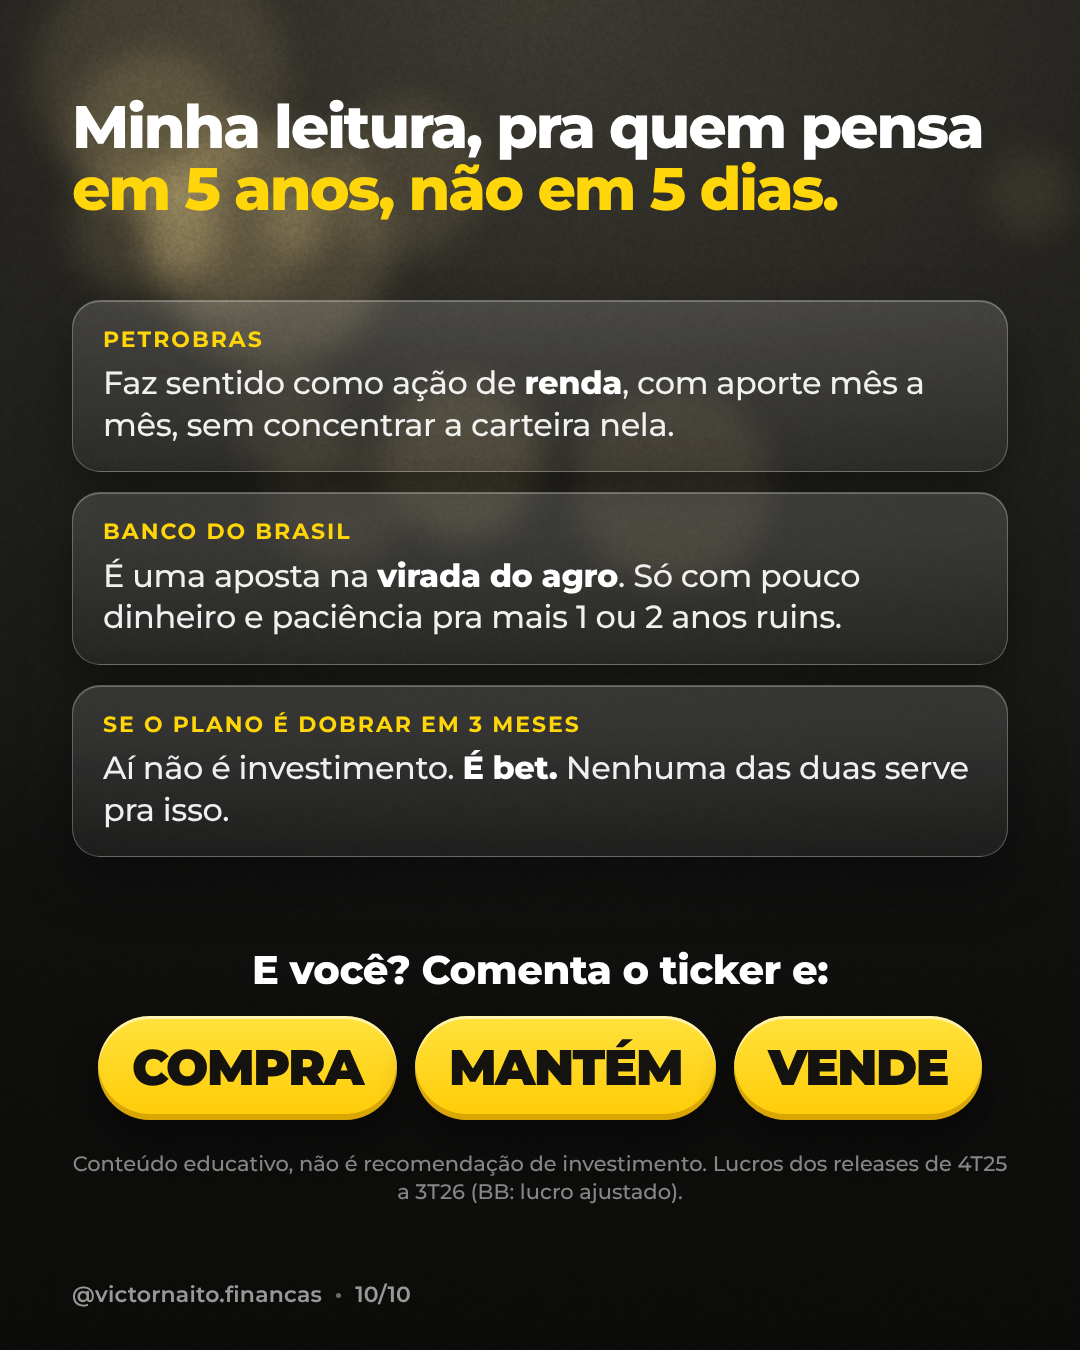 Minha leitura, pra quem pensa
em 5 anos, não em 5 dias.
PETROBRAS
Faz sentido como ação de renda, com aporte mês a
mês, sem concentrar a carteira nela.
BANCO DO BRASIL
É uma aposta na virada do agro. Só com pouco
dinheiro e paciência pra mais 1 ou 2 anos ruins.
SE O PLANO É DOBRAR EM 3 MESES
Aí não é investimento. É bet. Nenhuma das duas serve
pra isso.
E você? Comenta o ticker e:
COMPRA MANTÉM VENDE
Conteúdo educativo, não é recomendação de investimento. Lucros dos releases de 4T25
a 3T26 (BB: lucro ajustado).
@victornaito.financas • 10/10